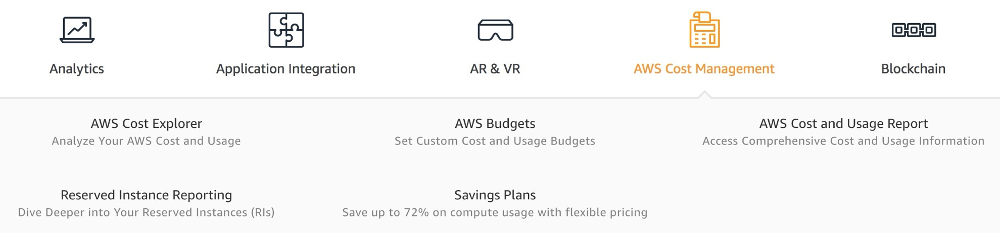 Analytics
Application Integration
AR & VR
AWS Cost Management
Blockchain
AWS Cost Explorer
Analyze Your AWS Cost and Usage
AWS Budgets
Set Custom Cost and Usage Budgets
AWS Cost and Usage Report
Access Comprehensive Cost and Usage Information
Reserved Instance Reporting
Dive Deeper into Your Reserved Instances (RIs)
Savings Plans
Save up to 72% on compute usage with flexible pricing